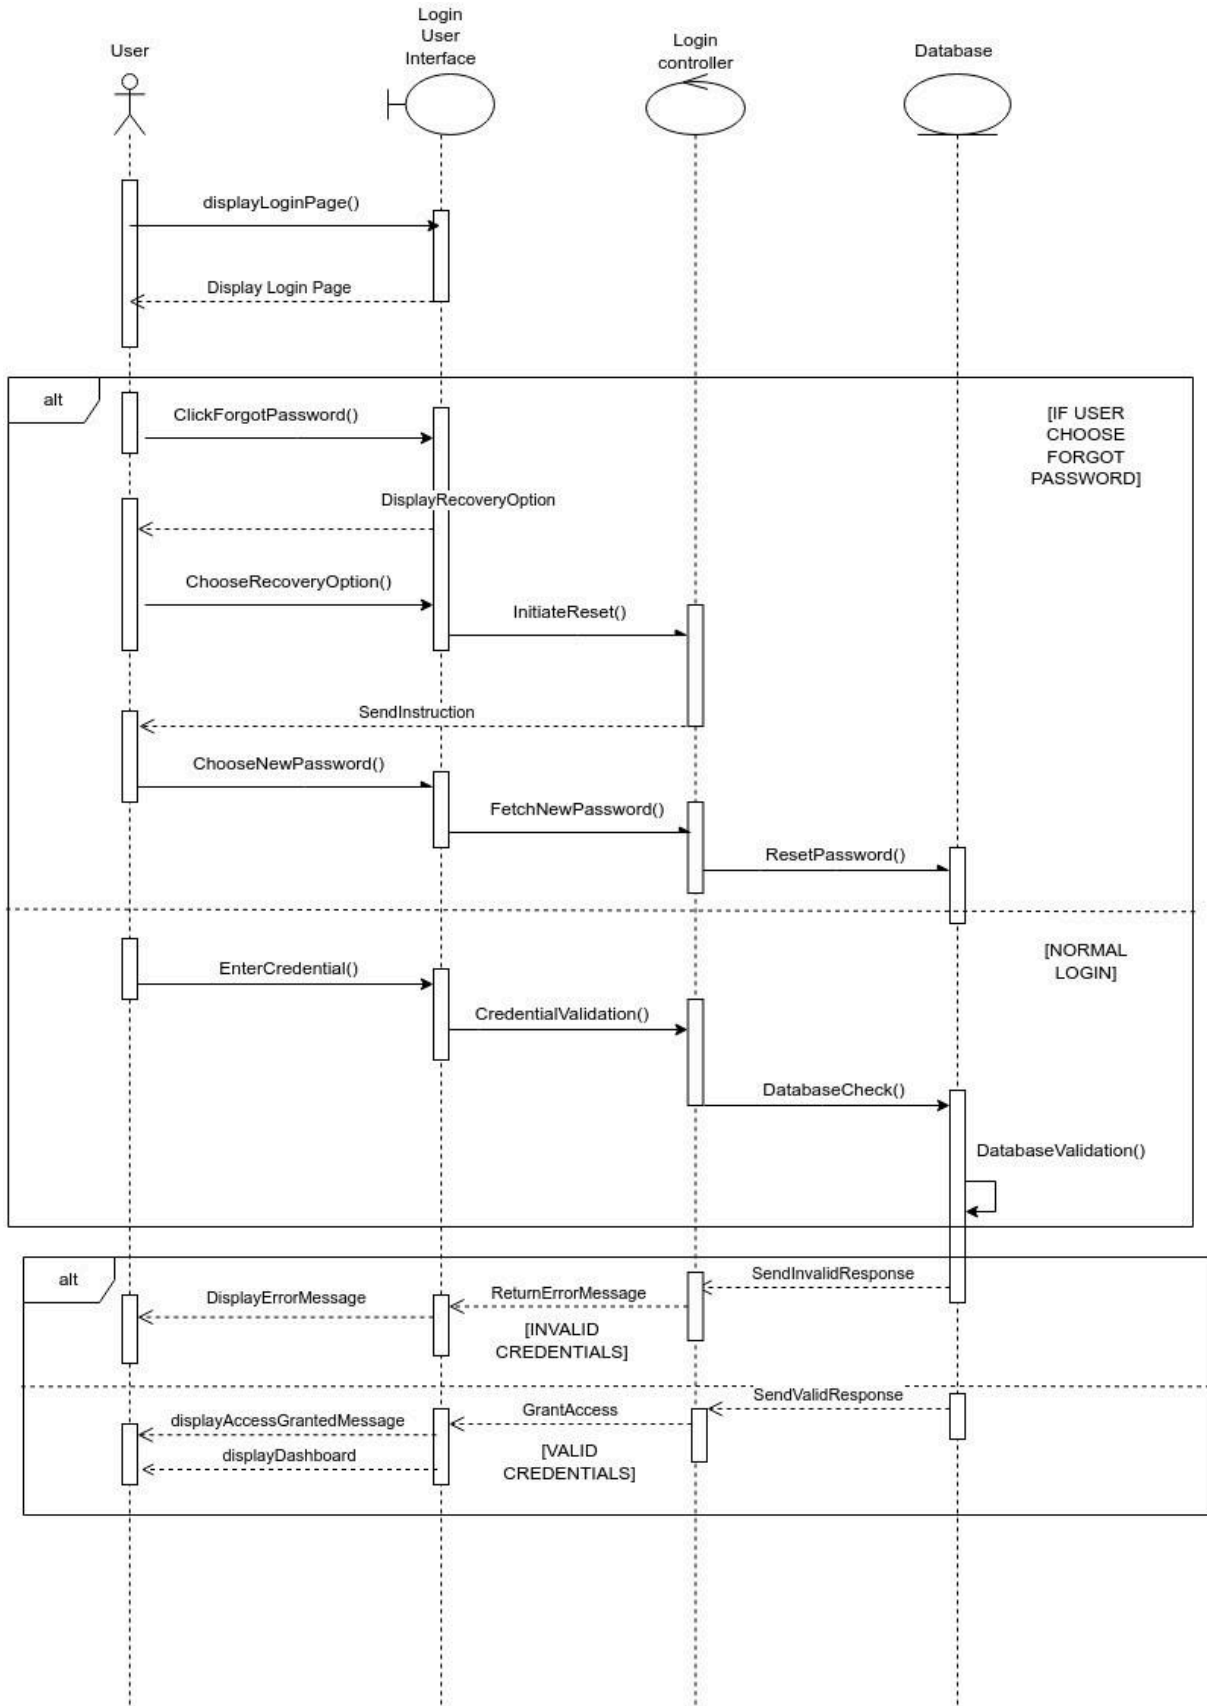 User
Login
User
Interface
Login
controller
Database
displayLoginPage()
Display Login Page
alt
ClickForgotPassword()
[IF USER
CHOOSE
FORGOT
PASSWORD]
DisplayRecoveryOption
ChooseRecoveryOption()
InitiateReset()
SendInstruction
ChooseNewPassword()
FetchNewPassword()
ResetPassword()
[NORMAL
LOGIN]
EnterCredential()
CredentialValidation()
DatabaseCheck()
DatabaseValidation()
alt
SendInvalidResponse
ReturnErrorMessage
DisplayErrorMessage
[INVALID
CREDENTIALS]
SendValidResponse
GrantAccess
displayAccessGrantedMessage
displayDashboard
[VALID
CREDENTIALS]